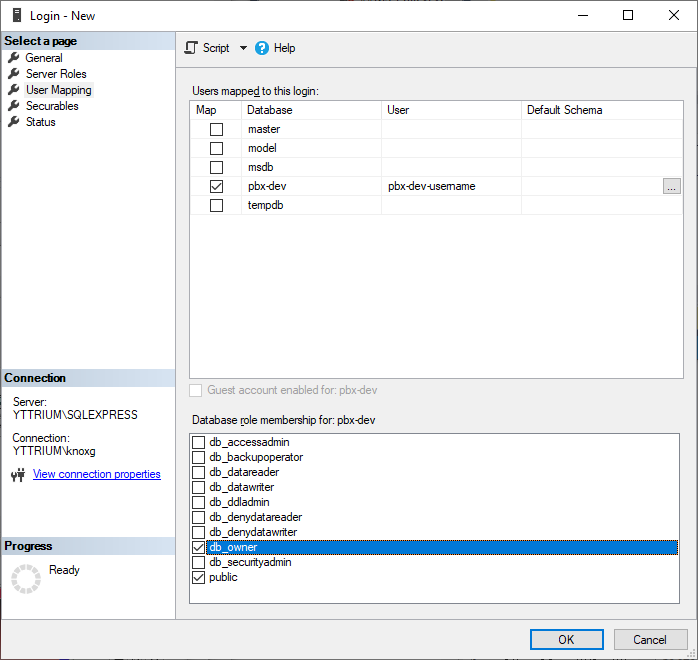 Login - New
Select a page
General
Server Roles
User Mapping
Securables
Status
Script
Help
Users mapped to this login:
Map Database User Default Schema
master
model
msdb
pbx-dev pbx-dev-username ...
tempdb
Guest account enabled for: pbx-dev
Database role membership for: pbx-dev
db_accessadmin
db_backupoperator
db_datareader
db_datawriter
db_ddladmin
db_denydatareader
db_denydatawriter
db_owner
db_securityadmin
public
Connection
Server:
YTTRIUM\SQLEXPRESS
Connection:
YTTRIUM\knoxg
View connection properties
Progress
Ready
OK
Cancel